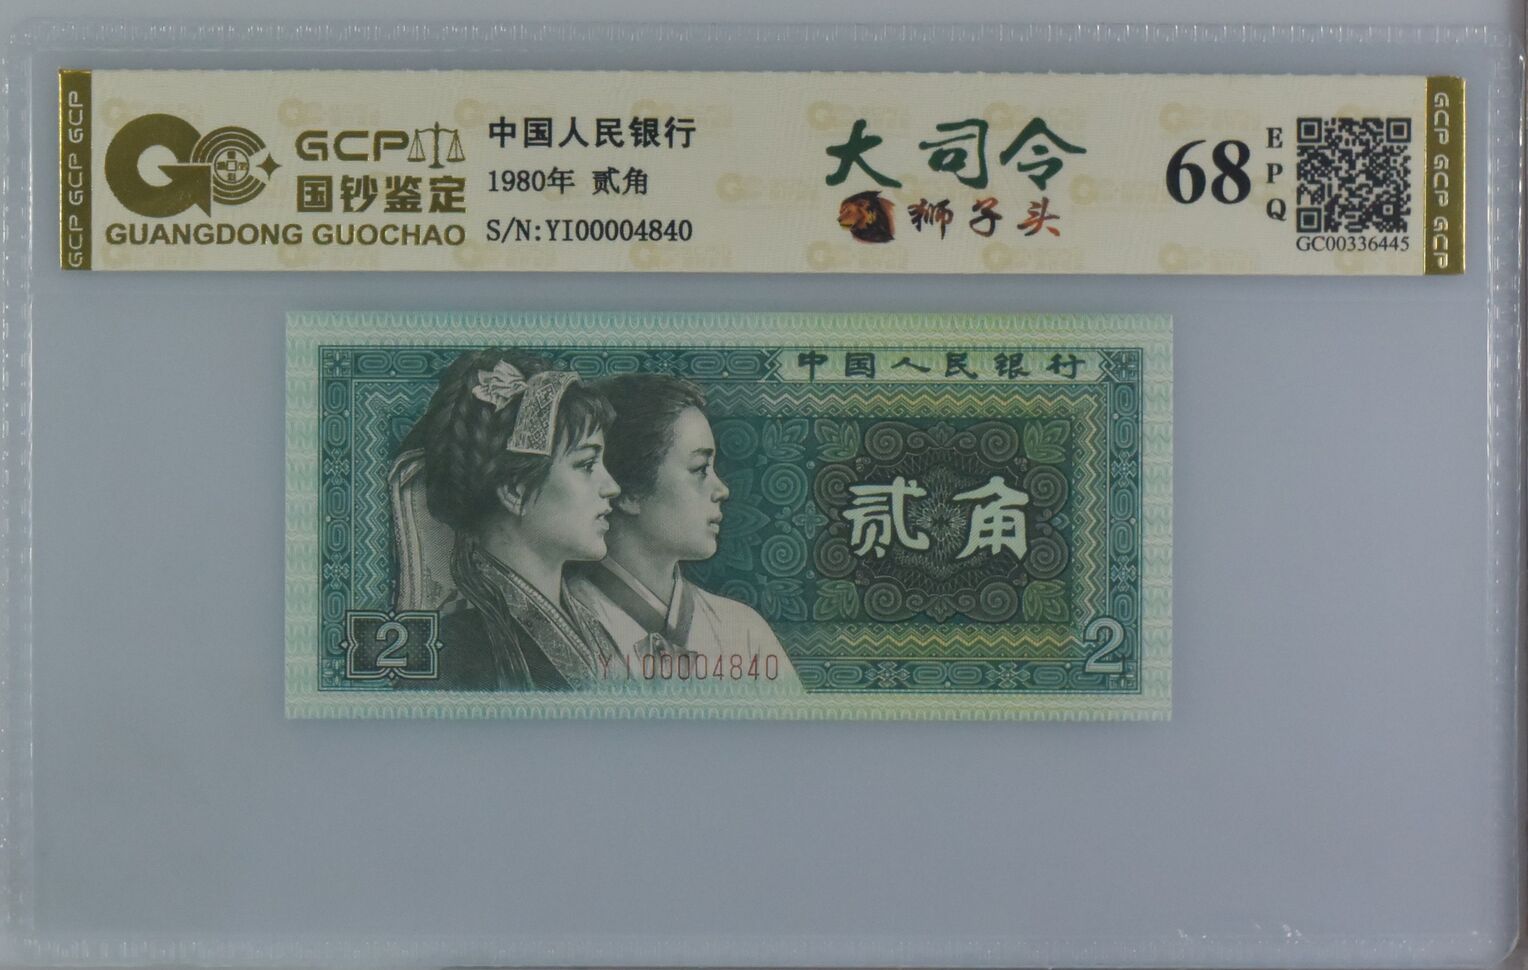 GCP GCP GCP
GCP
国钞鉴定
GUANGDONG GUOCHAO
中国人民银行
1980年 贰角
S/N:YI00004840
大司令
狮子头
68
EPQ
GC00336445
GCP GCP GCP
中国人民银行
贰角
2
YI00004840
2